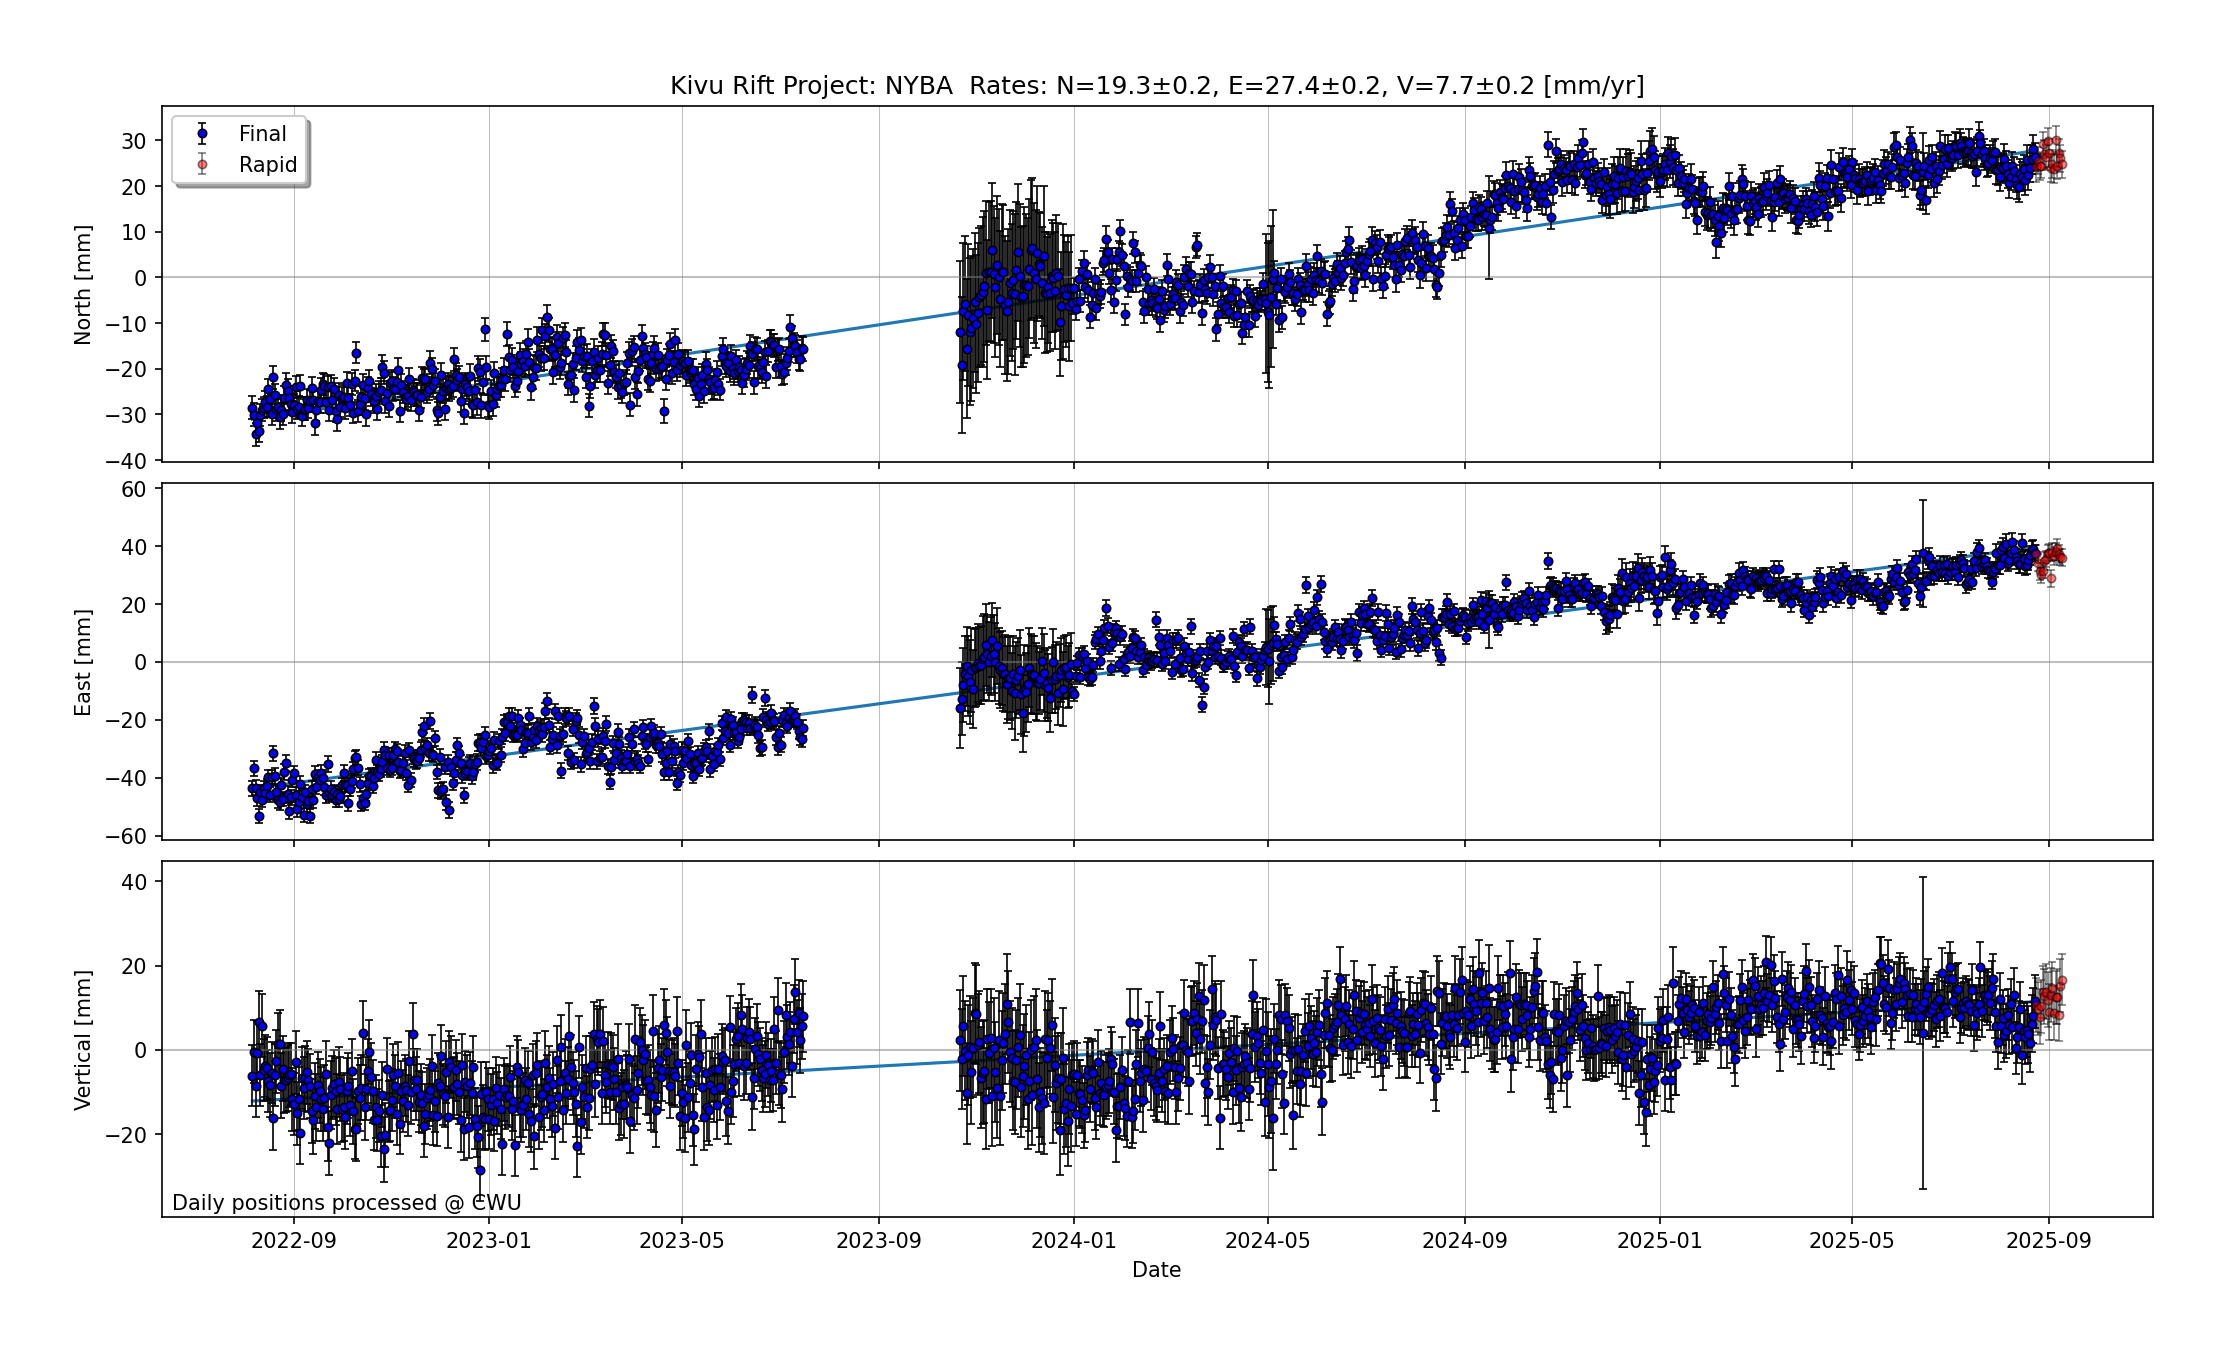 Kivu Rift Project: NYBA  Rates: N=19.3±0.2, E=27.4±0.2, V=7.7±0.2 [mm/yr]
Final
Rapid
North [mm]
30
20
10
0
−10
−20
−30
−40
East [mm]
60
40
20
0
−20
−40
−60
Vertical [mm]
40
20
0
−20
Daily positions processed @ CWU
2022-09 2023-01 2023-05 2023-09 2024-01 2024-05 2024-09 2025-01 2025-05 2025-09
Date